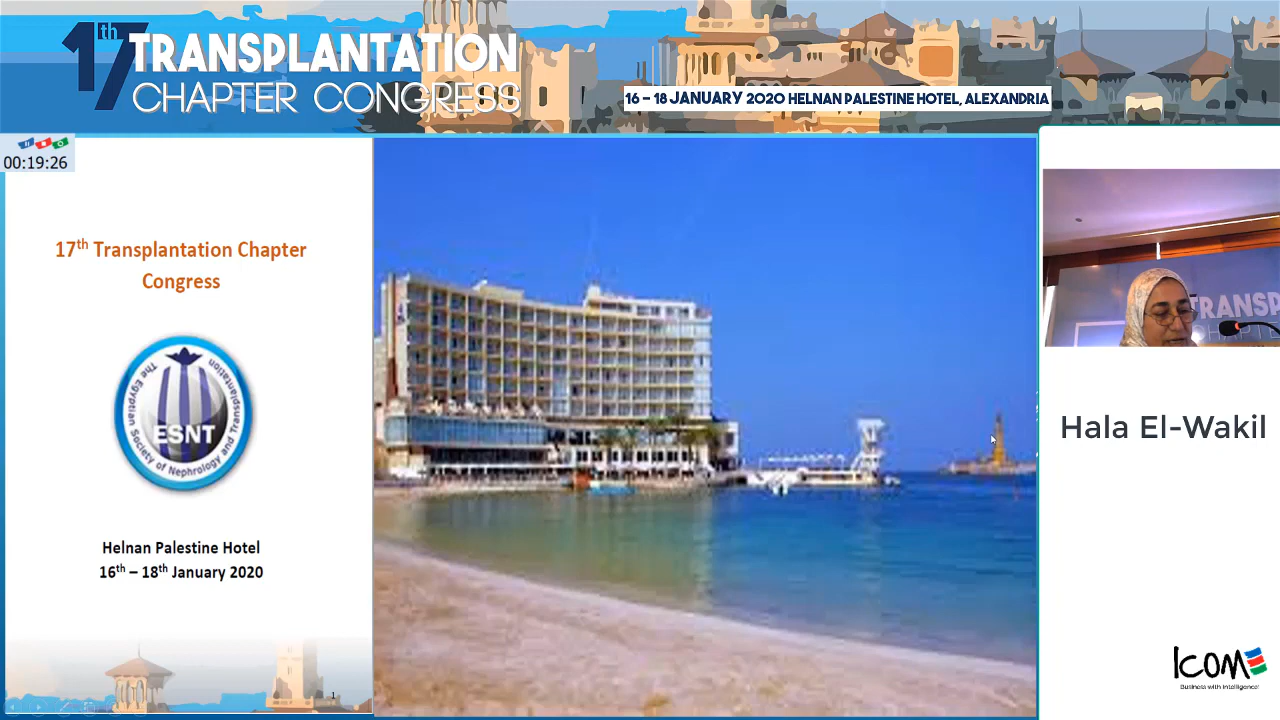 17th TRANSPLANTATION
CHAPTER CONGRESS
16 – 18 JANUARY 2020 HELNAN PALESTINE HOTEL, ALEXANDRIA
00:19:26
17th Transplantation Chapter
Congress
The Egyptian Society of Nephrology and Transplantation
ESNT
Helnan Palestine Hotel
16th – 18th January 2020
1
TRANSP
CHAPTE
Hala El-Wakil
ICOM
Business with Intelligence